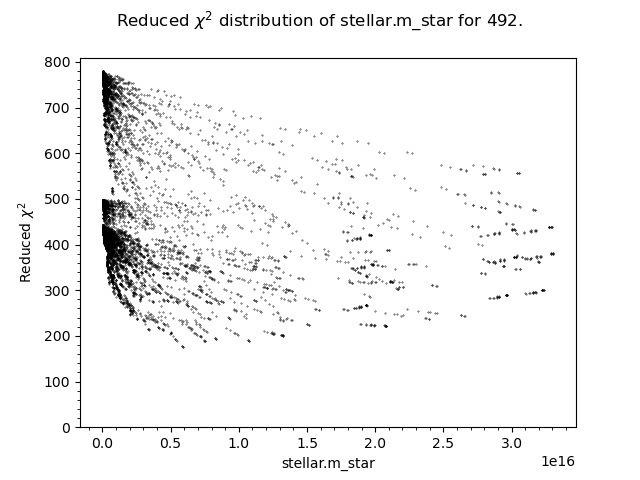 Reduced χ² distribution of stellar.m_star for 492.
800
700
600
500
400
300
200
100
0
Reduced χ²
0.0 0.5 1.0 1.5 2.0 2.5 3.0
stellar.m_star
1e16